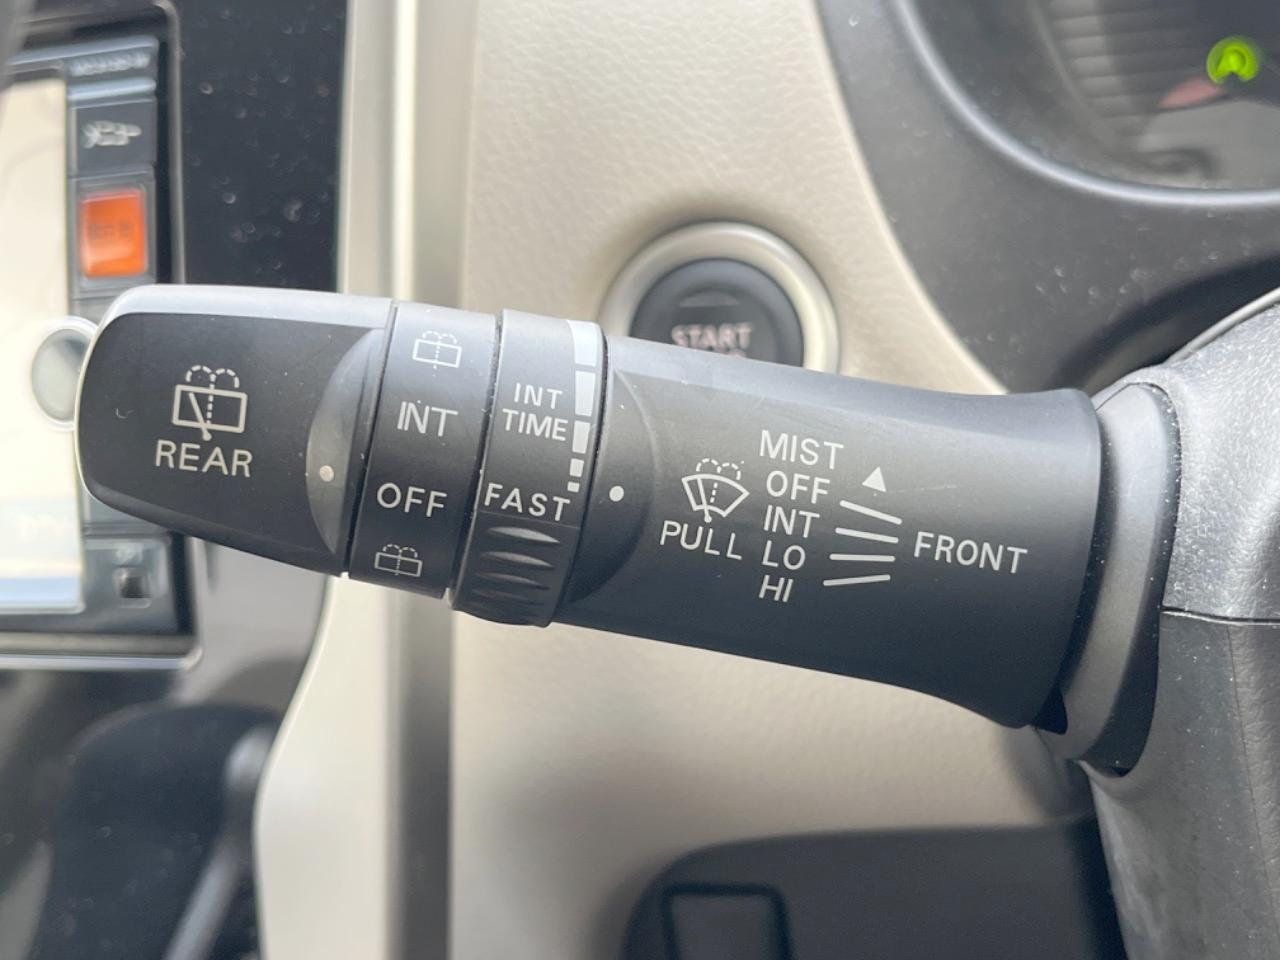 START
REAR
INT
OFF
INT
TIME
FAST
PULL
MIST
OFF
INT
LO
HI
FRONT